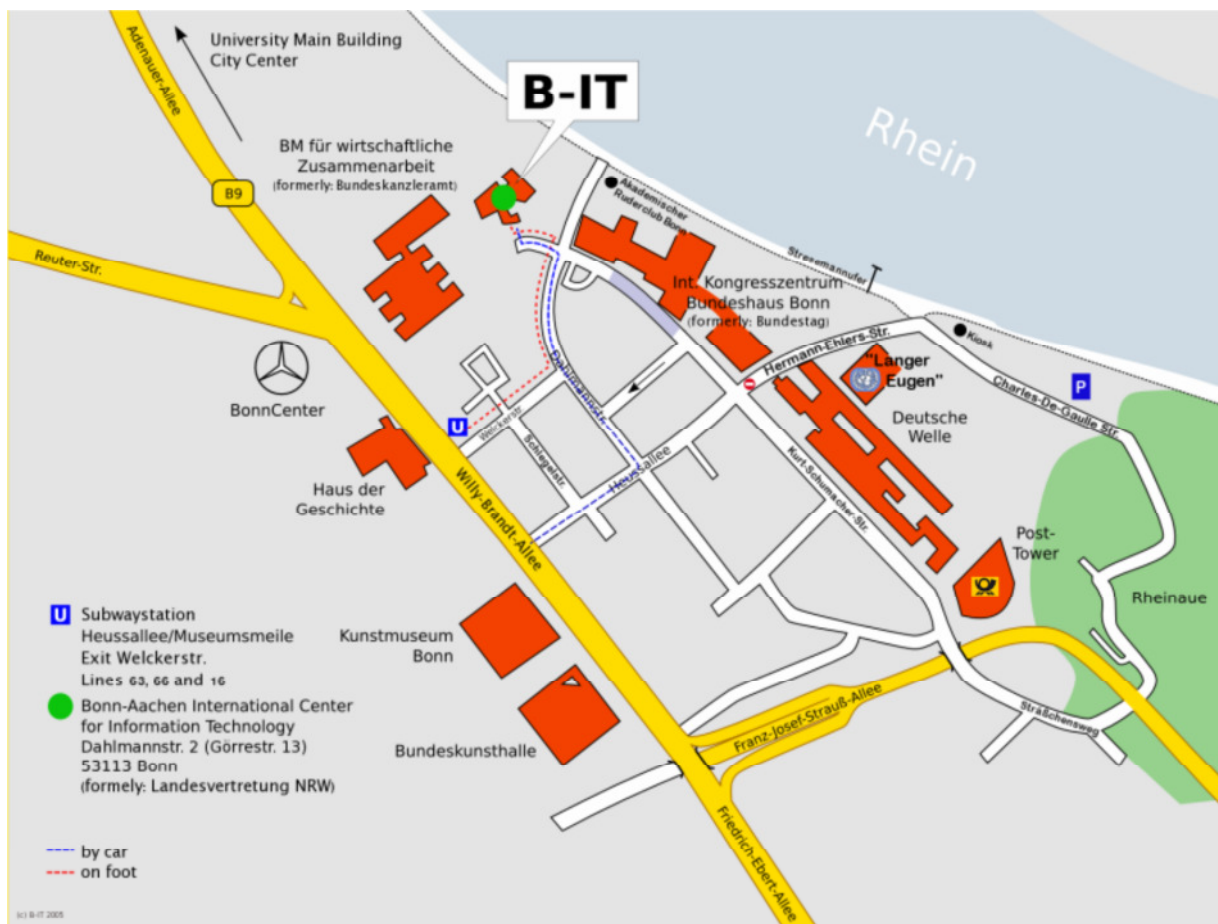 University Main Building
City Center
Adenauer-Allee
B-IT
Rhein
BM für wirtschaftliche
Zusammenarbeit
(formerly: Bundeskanzleramt)
B9
Akademischer
Ruderclub Bonn
Reuter-Str.
Stresemannufer
Int. Kongresszentrum
Bundeshaus Bonn
(formerly: Bundestag)
Hermann-Ehlers-Str.
Kiosk
"Langer
Eugen"
P
Charles-De-Gaulle Str.
BonnCenter
Dahlmannstr.
Deutsche
Welle
U
Welckerstr.
Schlegelstr.
Heussallee
Kurt-Schumacher-Str.
Haus der
Geschichte
Willy-Brandt-Allee
Post-
Tower
Rheinaue
U Subwaystation
Heussallee/Museumsmeile
Exit Welckerstr.
Lines 63, 66 and 16
Kunstmuseum
Bonn
Bonn-Aachen International Center
for Information Technology
Dahlmannstr. 2 (Görrestr. 13)
53113 Bonn
(formely: Landesvertretung NRW)
Bundeskunsthalle
Franz-Josef-Strauß-Allee
Sträßchensweg
Friedrich-Ebert-Allee
by car
on foot
(c) B-IT 2005